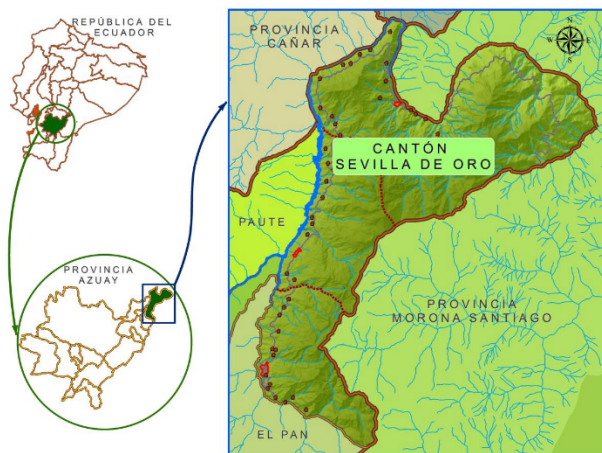 REPÚBLICA DEL
ECUADOR
PROVINCIA
AZUAY
PROVINCIA
CAÑAR
N
W E
S
CANTÓN
SEVILLA DE ORO
PAUTE
PROVINCIA
MORONA SANTIAGO
EL PAN